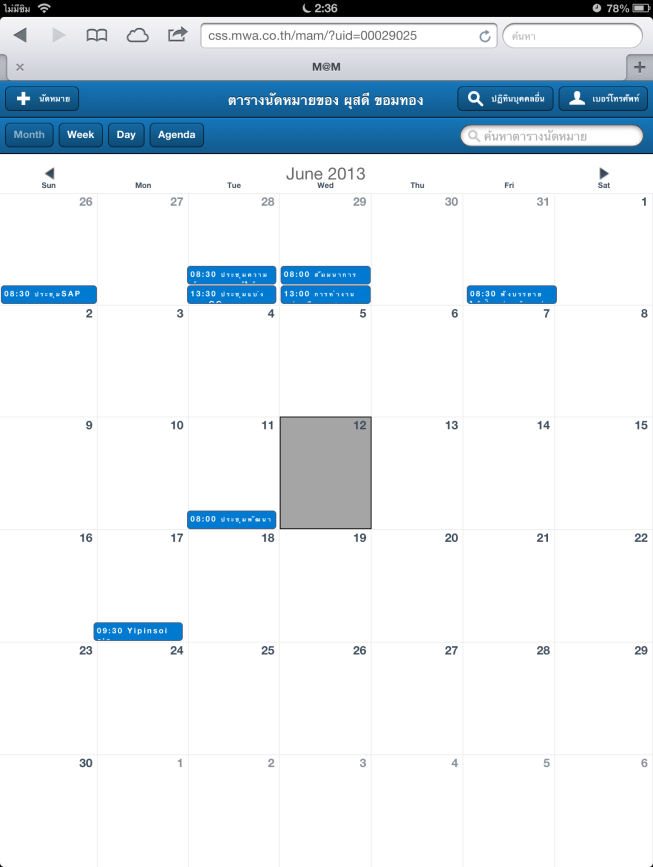 ไม่มีซิม 2:36 78%
css.mwa.co.th/mam/?uid=00029025 ค้นหา
M@M
นัดหมาย ตารางนัดหมายของ ผุสดี ขอมทอง ปฏิทินบุคคลอื่น เบอร์โทรศัพท์
Month Week Day Agenda ค้นหาตารางนัดหมาย
June 2013
Sun Mon Tue Wed Thu Fri Sat
26 27 28 29 30 31 1
08:30 ประชุมความ 08:00 สัมมนาการ
08:30 ประชุมSAP 13:30 ประชุมแบ่ง 13:00 การทำงาน 08:30 ฟังบรรยาย
2 3 4 5 6 7 8
9 10 11 12 13 14 15
08:00 ประชุมพัฒนา
16 17 18 19 20 21 22
09:30 Yipinsoi
23 24 25 26 27 28 29
30 1 2 3 4 5 6